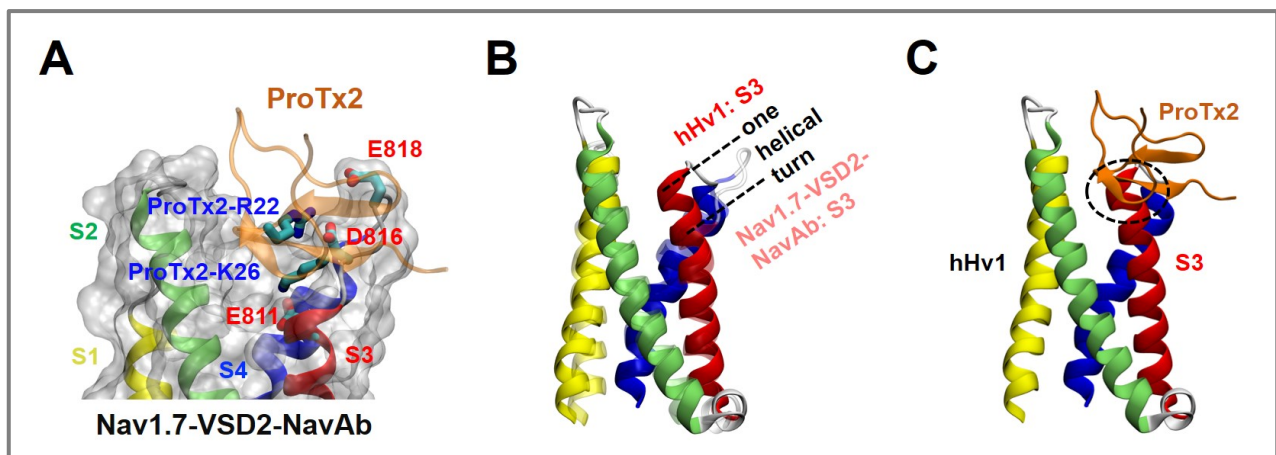 A
ProTx2
E818
ProTx2-R22
S2
D816
ProTx2-K26
E811
S1
S4
S3
Nav1.7-VSD2-NavAb
B
hHv1: S3
one
helical
turn
Nav1.7-VSD2-
NavAb: S3
C
ProTx2
hHv1
S3